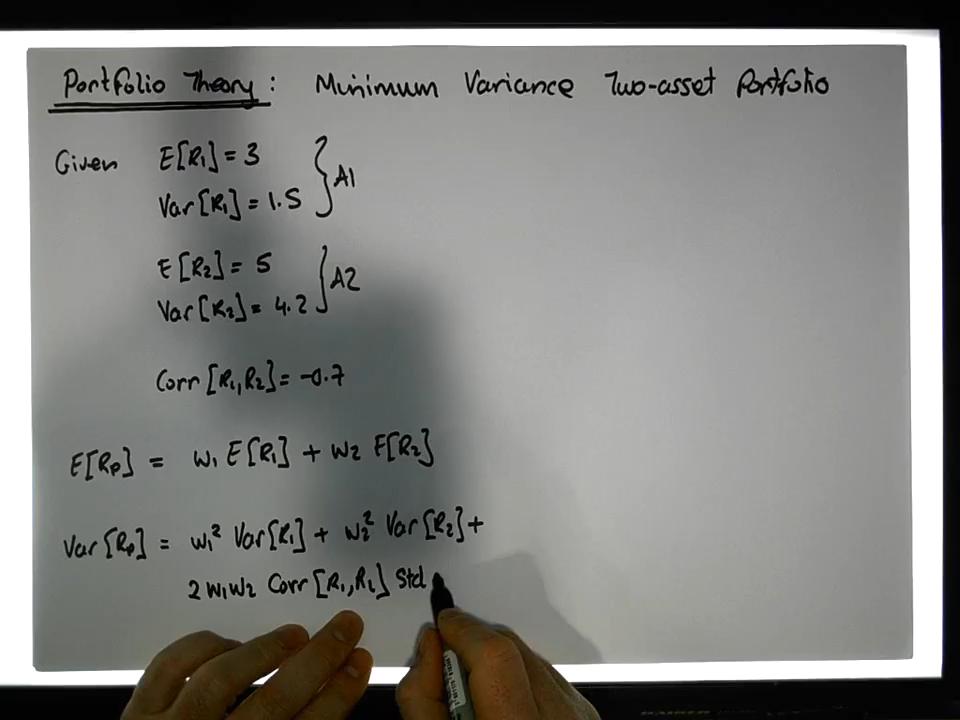 Portfolio Theory: Minimum Variance Two-asset Portfolio
Given E[R₁] = 3
Var[R₁] = 1.5
} A1
E[R₂] = 5
Var[R₂] = 4.2
} A2
Corr[R₁,R₂] = -0.7
E[Rₚ] = w₁ E[R₁] + w₂ E[R₂]
Var[Rₚ] = w₁² Var[R₁] + w₂² Var[R₂] +
2 w₁w₂ Corr[R₁,R₂] Std